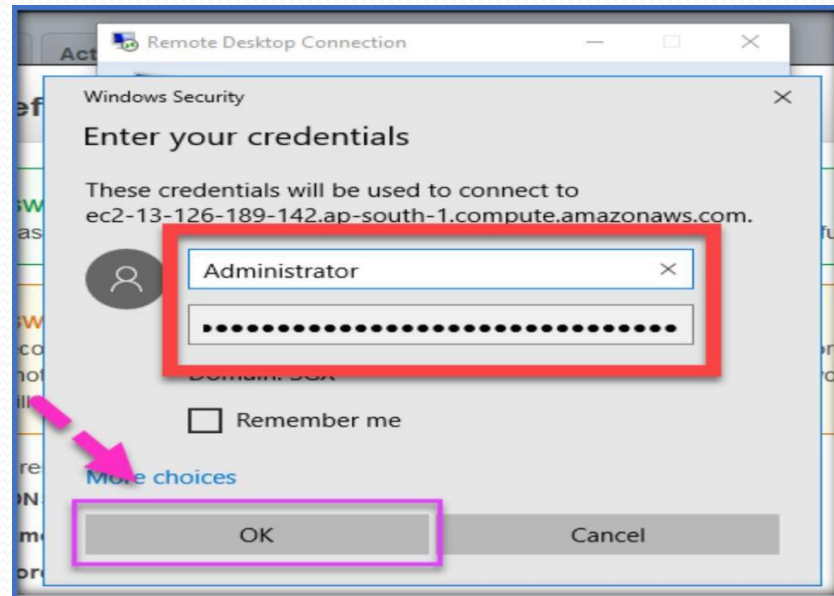 Act
Remote Desktop Connection
Windows Security
Enter your credentials
These credentials will be used to connect to
ec2-13-126-189-142.ap-south-1.compute.amazonaws.com.
Administrator
Remember me
More choices
OK
Cancel